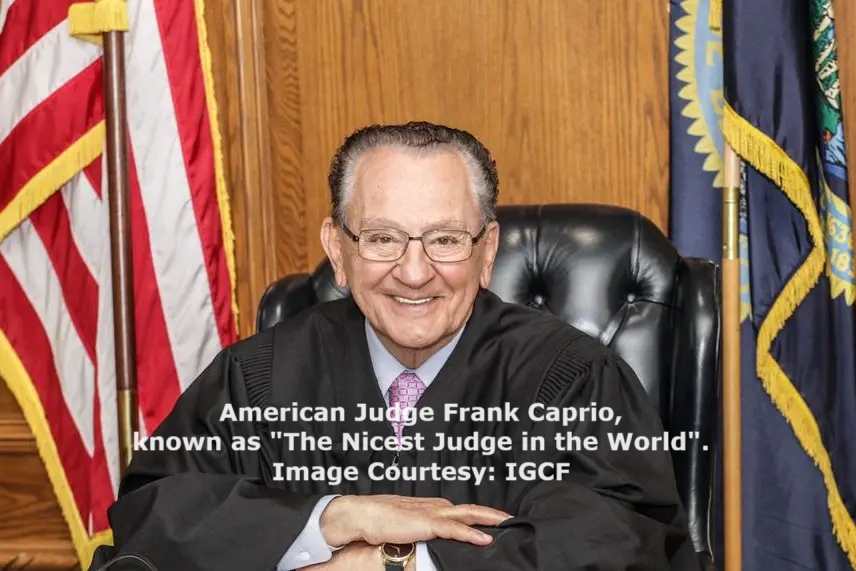 American Judge Frank Caprio,
known as "The Nicest Judge in the World".
Image Courtesy: IGCF